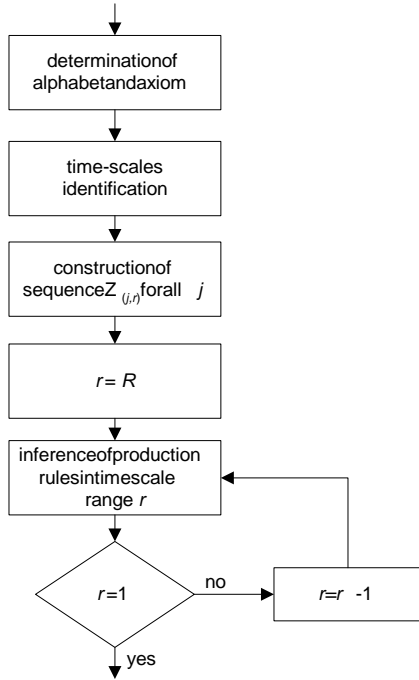 determinationof
alphabetandaxiom
time-scales
identification
constructionof
sequenceZ (j,r)forall j
r= R
inferenceofproduction
rulesintimescale
range r
r=1
no
r=r -1
yes